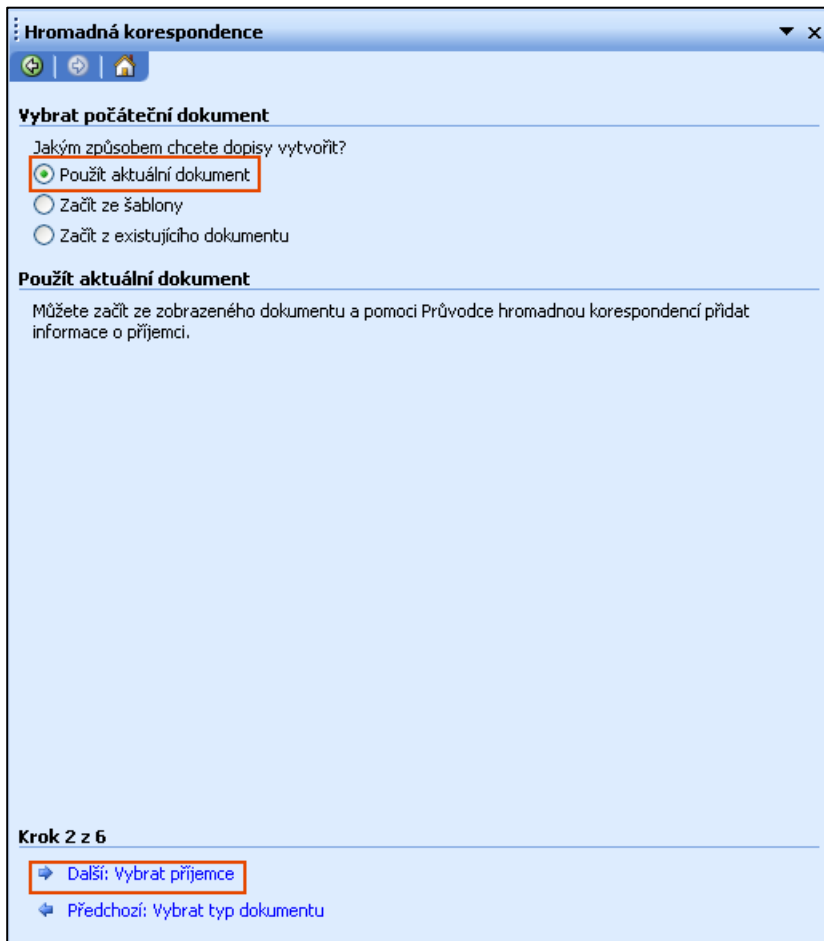 Hromadná korespondence
Vybrat počáteční dokument
Jakým způsobem chcete dopisy vytvořit?
Použít aktuální dokument
Začít ze šablony
Začít z existujícího dokumentu
Použít aktuální dokument
Můžete začít ze zobrazeného dokumentu a pomoci Průvodce hromadnou korespondencí přidat
informace o příjemci.
Krok 2 z 6
Další: Vybrat příjemce
Předchozí: Vybrat typ dokumentu